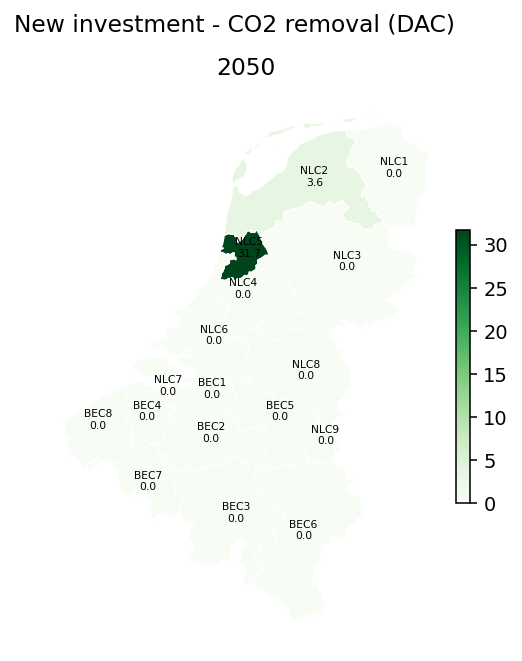 New investment - CO2 removal (DAC)
2050
NLC1
0.0
NLC2
3.6
NLC5
31.7
NLC3
0.0
NLC4
0.0
NLC6
0.0
NLC8
0.0
NLC7
0.0
BEC1
0.0
BEC8
0.0
BEC4
0.0
BEC5
0.0
BEC2
0.0
NLC9
0.0
BEC7
0.0
BEC3
0.0
BEC6
0.0
30
25
20
15
10
5
0